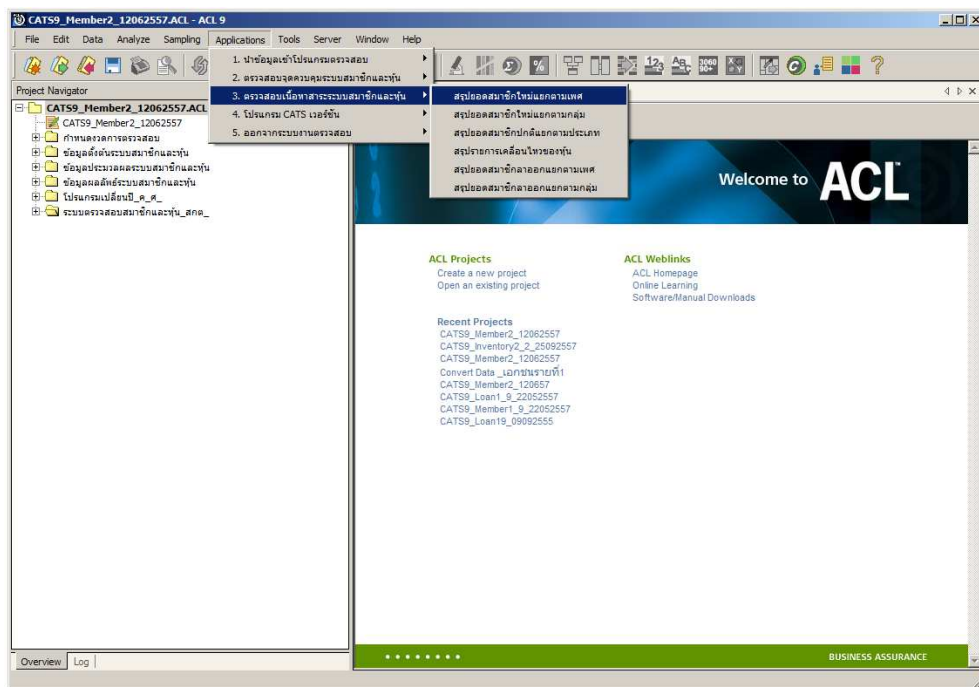 CATS9_Member2_12062557.ACL - ACL 9
File Edit Data Analyze Sampling Applications Tools Server Window Help
1. นำข้อมูลเข้าโปรแกรมตรวจสอบ
2. ตรวจสอบจุดควบคุมระบบสมาชิกและหุ้น
3. ตรวจสอบเนื้อหาสาระระบบสมาชิกและหุ้น
4. โปรแกรม CATS เวอร์ชัน
5. ออกจากระบบงานตรวจสอบ
สรุปยอดสมาชิกใหม่แยกตามเพศ
สรุปยอดสมาชิกใหม่แยกตามกลุ่ม
สรุปยอดสมาชิกปกติแยกตามประเภท
สรุปรายการเคลื่อนไหวของหุ้น
สรุปยอดสมาชิกลาออกแยกตามเพศ
สรุปยอดสมาชิกลาออกแยกตามกลุ่ม
Project Navigator
CATS9_Member2_12062557.ACL
CATS9_Member2_12062557
กำหนดงวดการตรวจสอบ
ข้อมูลตั้งต้นระบบสมาชิกและหุ้น
ข้อมูลประมวลผลระบบสมาชิกและหุ้น
ข้อมูลผลลัพธ์ระบบสมาชิกและหุ้น
โปรแกรมเปลี่ยนปี_ค_ศ_
ระบบตรวจสอบสมาชิกและหุ้น_สกต_
Welcome to ACL™
ACL Projects
Create a new project
Open an existing project
ACL Weblinks
ACL Homepage
Online Learning
Software/Manual Downloads
Recent Projects
CATS9_Member2_12062557
CATS9_Inventory2_2_25092557
CATS9_Member2_12062557
Convert Data _เอกชนรายที่1
CATS9_Member2_120657
CATS9_Loan1_9_22052557
CATS9_Member1_9_22052557
CATS9_Loan19_09092555
Overview Log
BUSINESS ASSURANCE